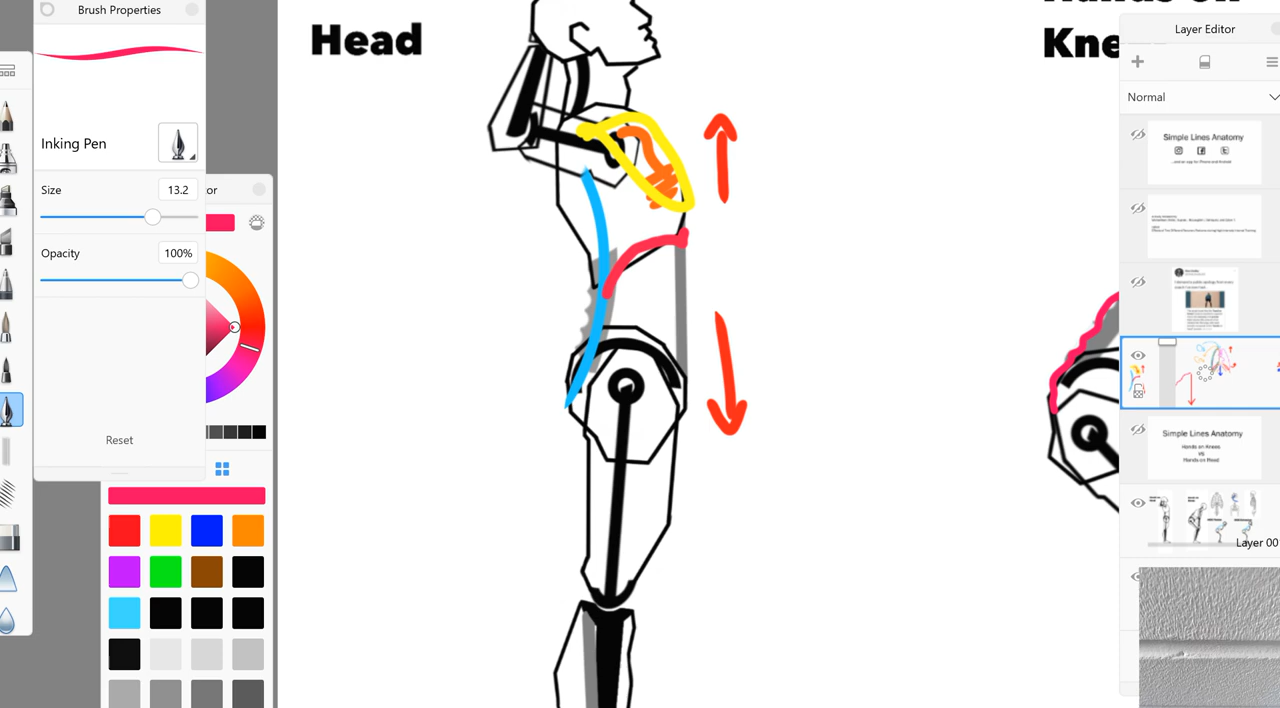 Brush Properties
Inking Pen
Size
13.2
or
Opacity
100%
Reset
Head
Kne
Layer Editor
Normal
Simple Lines Anatomy
Simple Lines Anatomy
Hands on Knees
VS
Hands on Head
Layer 00